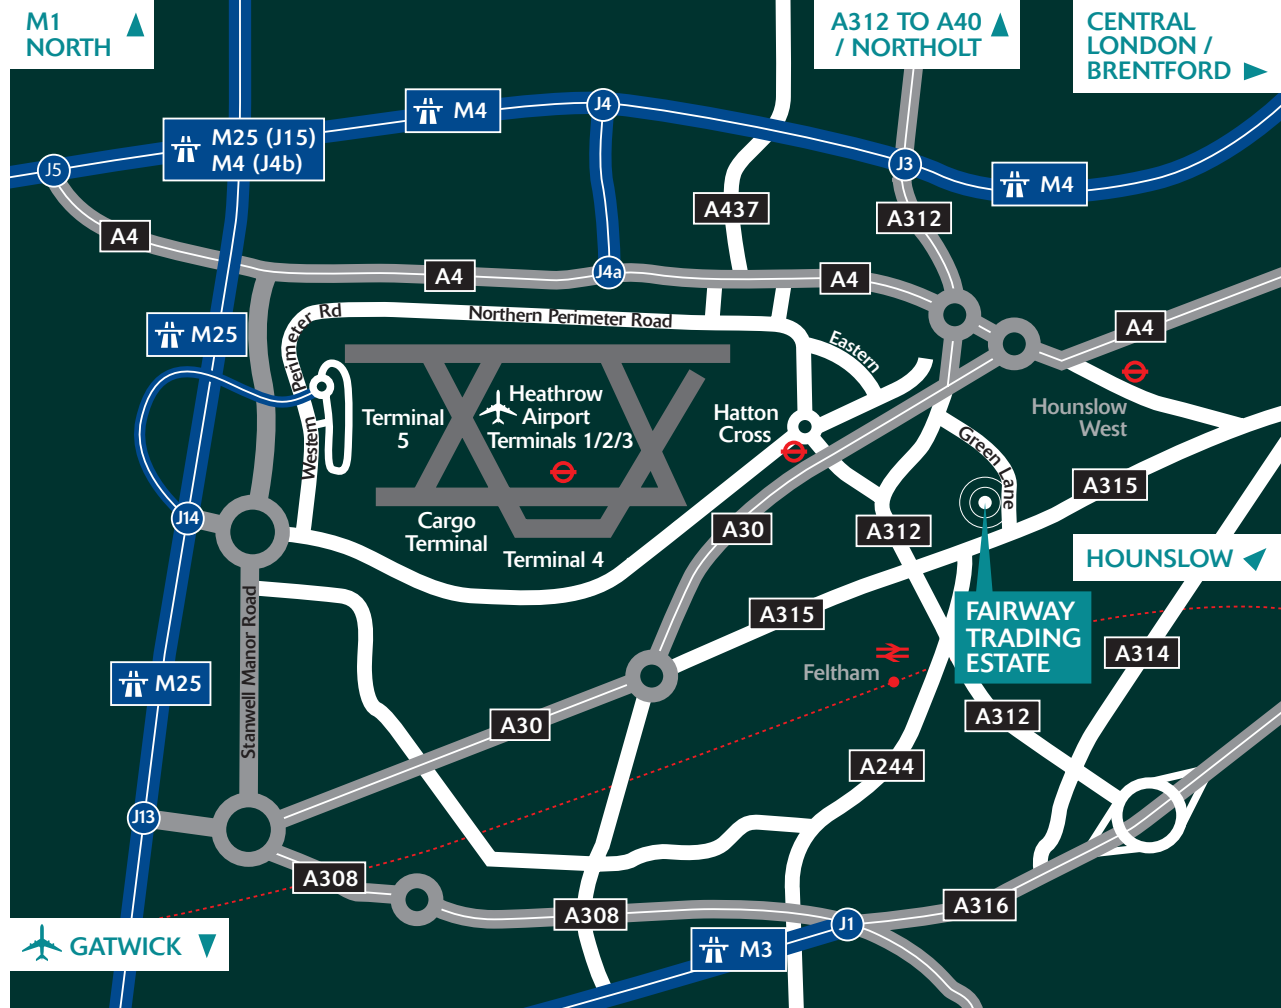 M1
NORTH
A312 TO A40
/ NORTHOLT
CENTRAL
LONDON /
BRENTFORD
J4
M4
M25 (J15)
M4 (J4b)
J5
J3
M4
A437
A312
A4
A4
J4a
A4
M25
Perimeter Rd
Northern Perimeter Road
Eastern
A4
Heathrow
Airport
Terminals 1/2/3
Terminal
5
Hatton
Cross
Hounslow
West
Western
Green Lane
A315
J14
Cargo
Terminal
Terminal 4
A30
A312
HOUNSLOW
Stanwell Manor Road
A315
FAIRWAY
TRADING
ESTATE
A314
M25
Feltham
A30
A312
A244
J13
A308
A308
A316
J1
M3
GATWICK